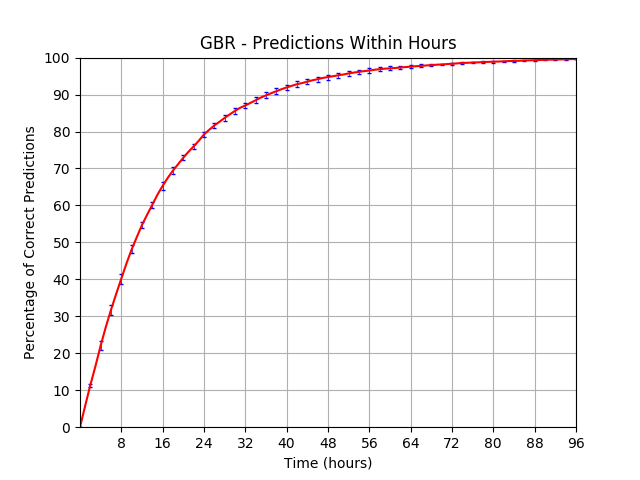 GBR - Predictions Within Hours
Percentage of Correct Predictions
100
90
80
70
60
50
40
30
20
10
0
8 16 24 32 40 48 56 64 72 80 88 96
Time (hours)